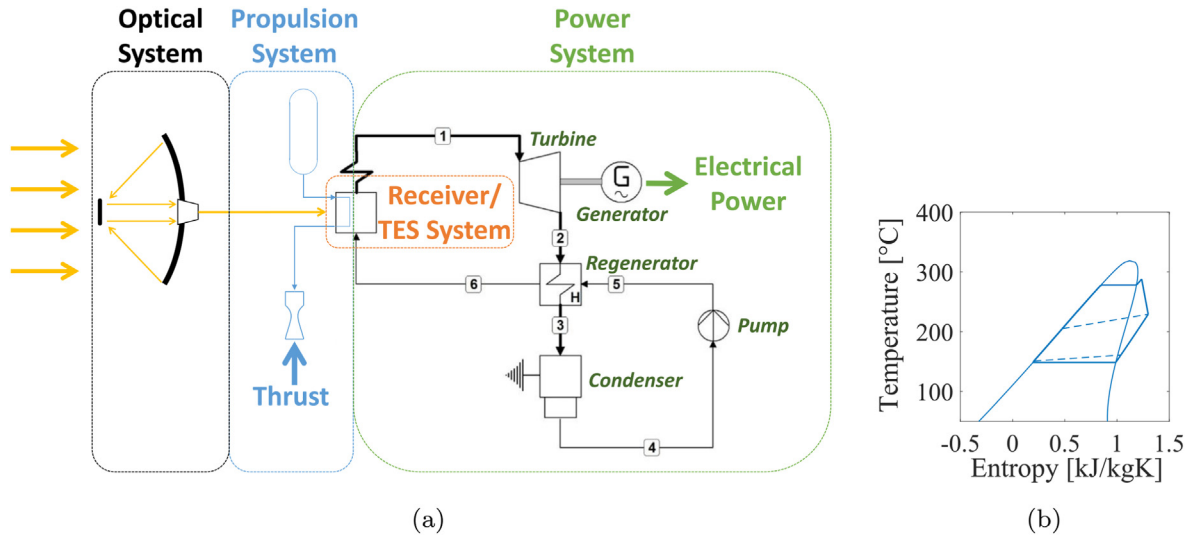 Optical
System
Propulsion
System
Power
System
1
Turbine
G
~
Generator
Electrical
Power
Receiver/
TES System
2
Regenerator
6
H
5
3
Pump
Condenser
Thrust
4
(a)
Temperature [°C]
400
300
200
100
-0.5
0
0.5
1
1.5
Entropy [kJ/kgK]
(b)